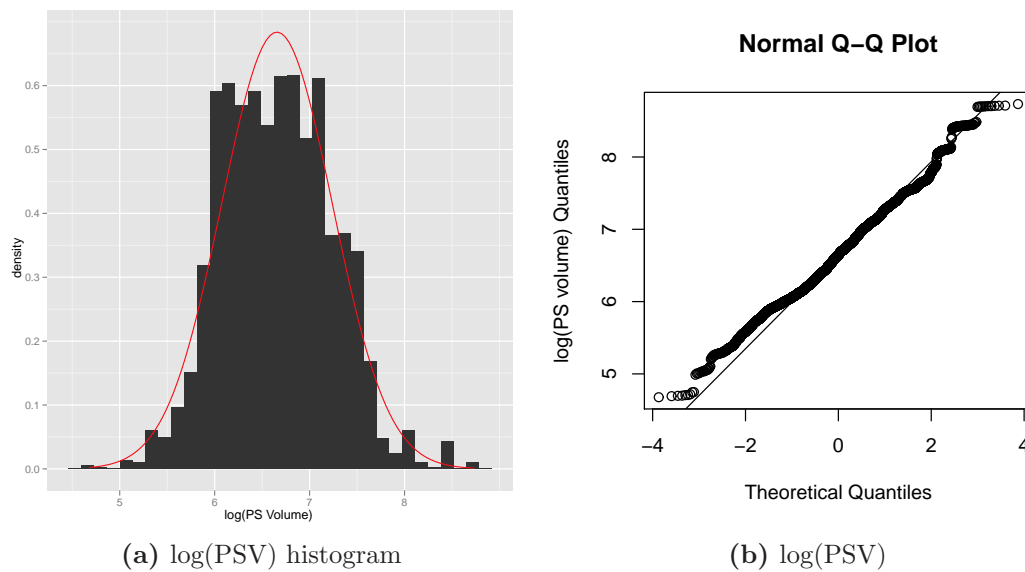 0.6
0.5
0.4
0.3
0.2
0.1
0.0
density
5
6
7
8
log(PS Volume)
(a) log(PSV) histogram
Normal Q−Q Plot
8
7
6
5
log(PS volume) Quantiles
−4
−2
0
2
4
Theoretical Quantiles
(b) log(PSV)